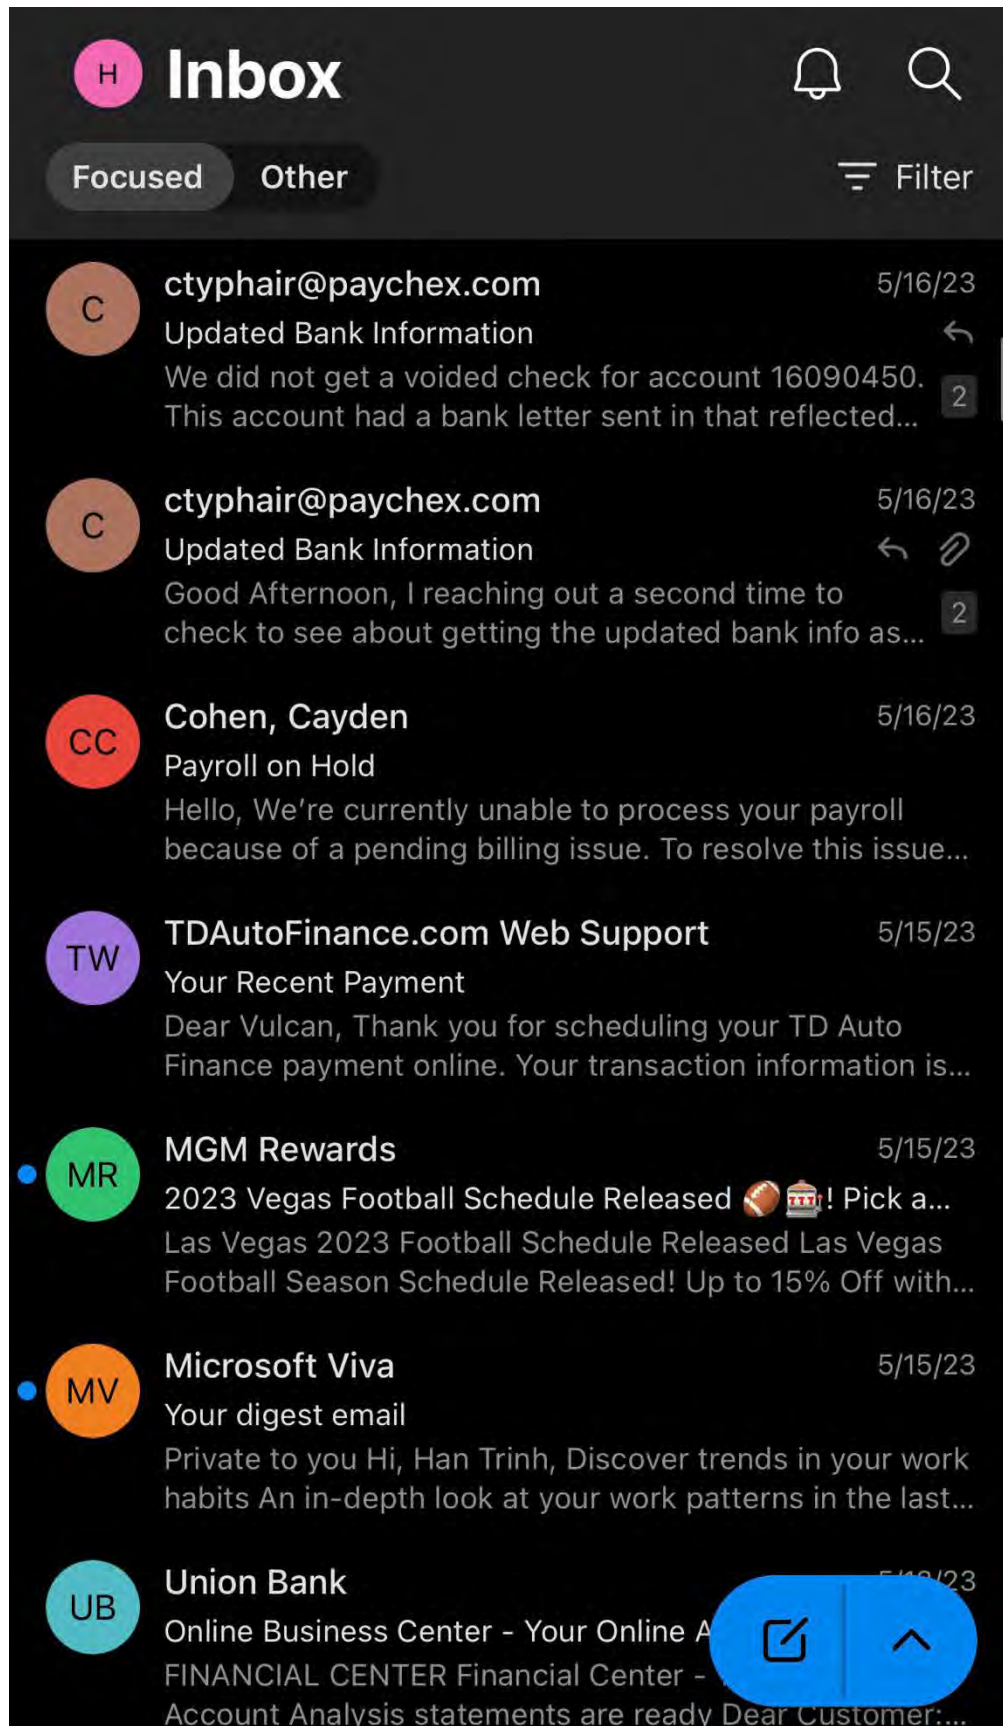 H Inbox
Focused Other Filter
C ctyphair@paychex.com 5/16/23
Updated Bank Information
We did not get a voided check for account 16090450.
This account had a bank letter sent in that reflected... 2
C ctyphair@paychex.com 5/16/23
Updated Bank Information
Good Afternoon, I reaching out a second time to
check to see about getting the updated bank info as... 2
CC Cohen, Cayden 5/16/23
Payroll on Hold
Hello, We're currently unable to process your payroll
because of a pending billing issue. To resolve this issue...
TW TDAutoFinance.com Web Support 5/15/23
Your Recent Payment
Dear Vulcan, Thank you for scheduling your TD Auto
Finance payment online. Your transaction information is...
MR MGM Rewards 5/15/23
2023 Vegas Football Schedule Released 🏈🎰! Pick a...
Las Vegas 2023 Football Schedule Released Las Vegas
Football Season Schedule Released! Up to 15% Off with...
MV Microsoft Viva 5/15/23
Your digest email
Private to you Hi, Han Trinh, Discover trends in your work
habits An in-depth look at your work patterns in the last...
UB Union Bank
Online Business Center - Your Online
FINANCIAL CENTER Financial Center -
Account Analysis statements are ready Dear Customer:...